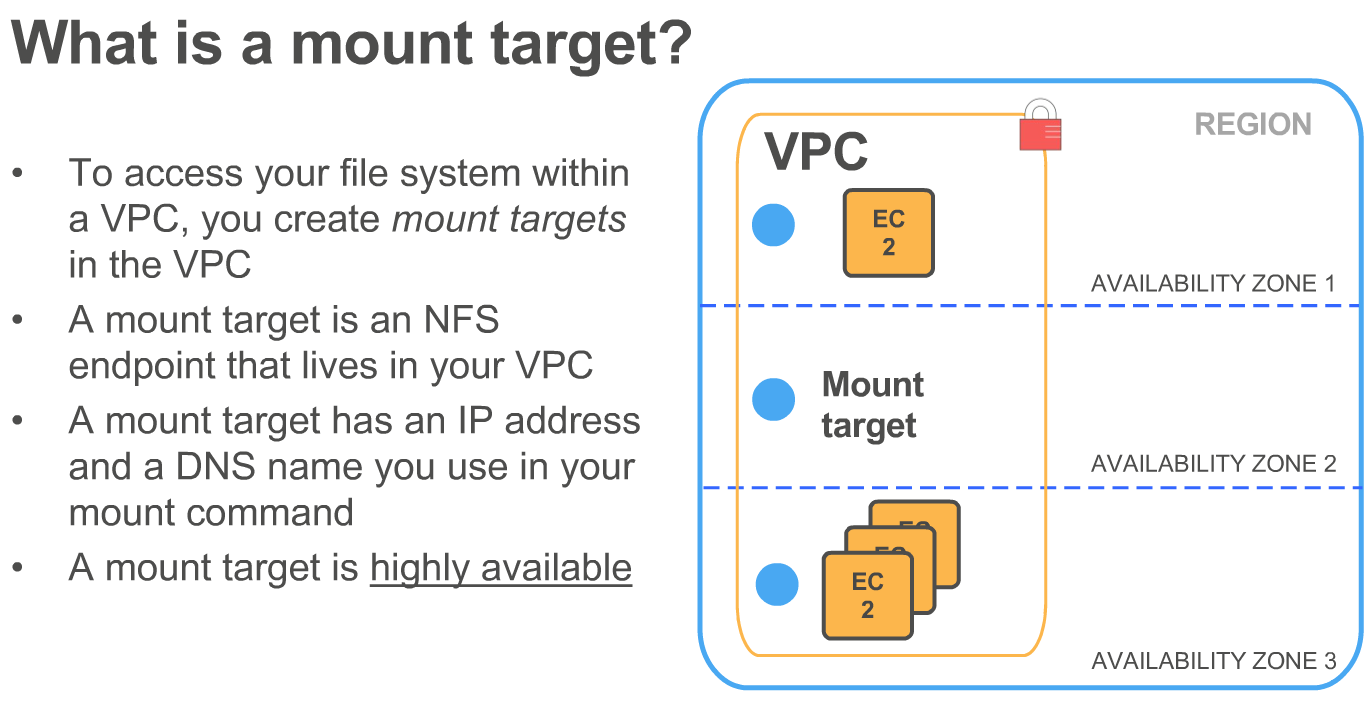 What is a mount target?
• To access your file system within
a VPC, you create mount targets
in the VPC
• A mount target is an NFS
endpoint that lives in your VPC
• A mount target has an IP address
and a DNS name you use in your
mount command
• A mount target is highly available
REGION
VPC
EC
2
AVAILABILITY ZONE 1
Mount
target
AVAILABILITY ZONE 2
EC
EC
EC
2
AVAILABILITY ZONE 3